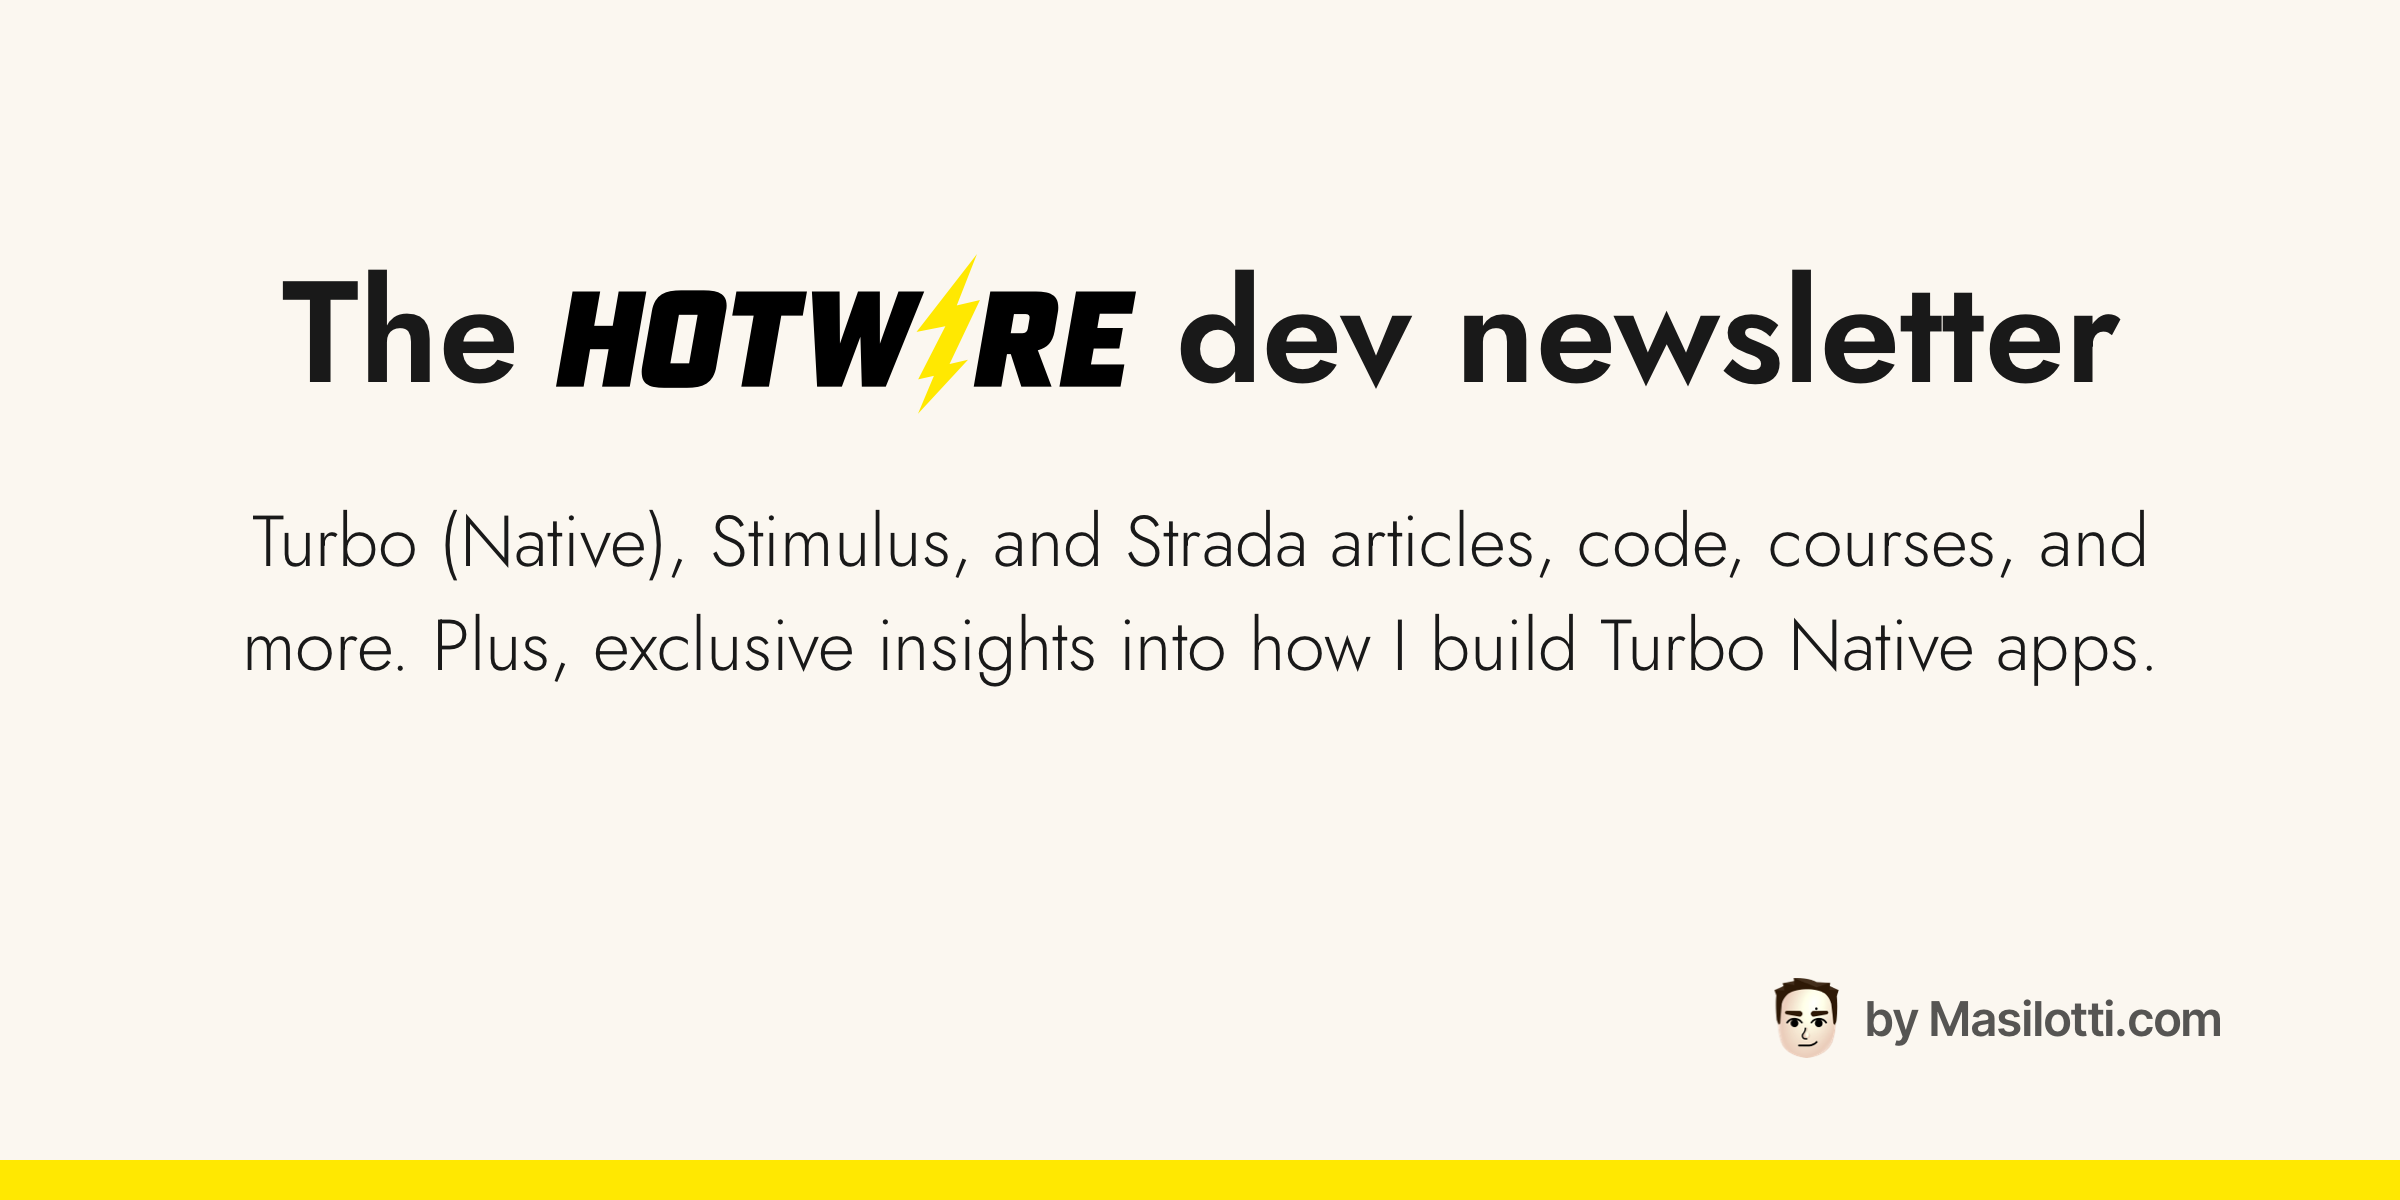 The HOTWIRE dev newsletter
Turbo (Native), Stimulus, and Strada articles, code, courses, and
more. Plus, exclusive insights into how I build Turbo Native apps.
by Masilotti.com